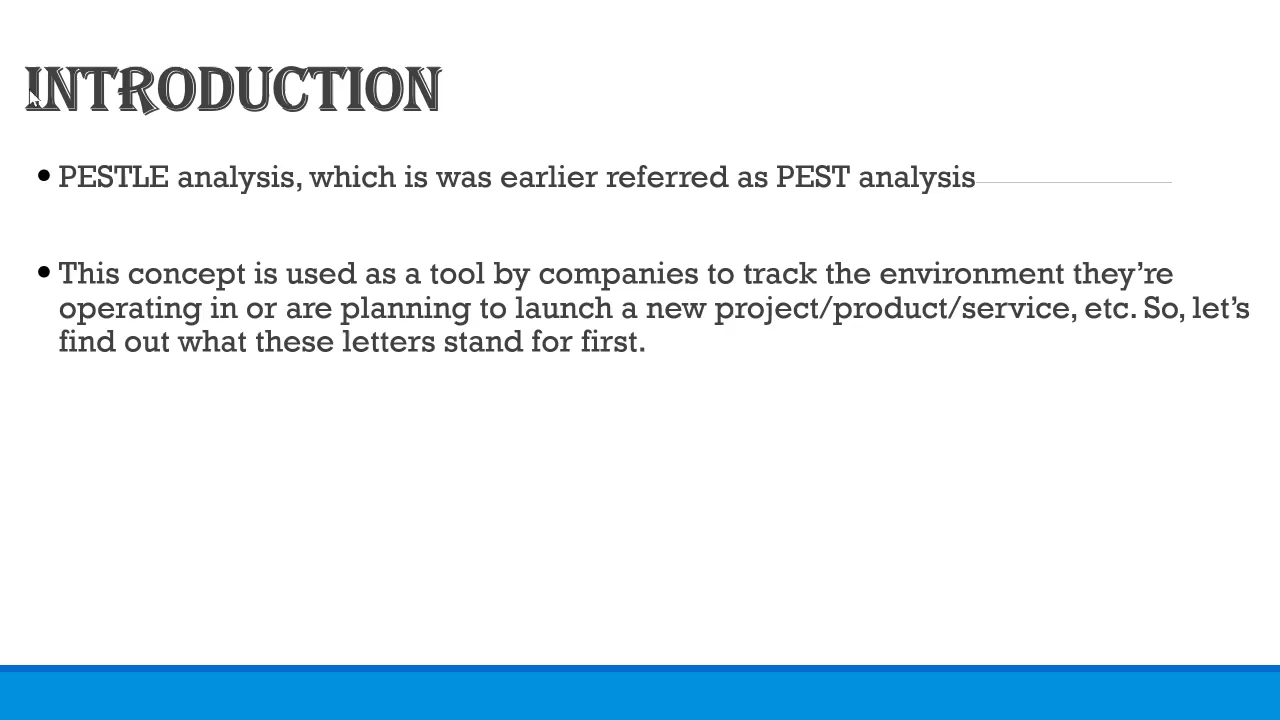 INTRODUCTION
• PESTLE analysis, which is was earlier referred as PEST analysis
• This concept is used as a tool by companies to track the environment they’re
operating in or are planning to launch a new project/product/service, etc. So, let’s
find out what these letters stand for first.